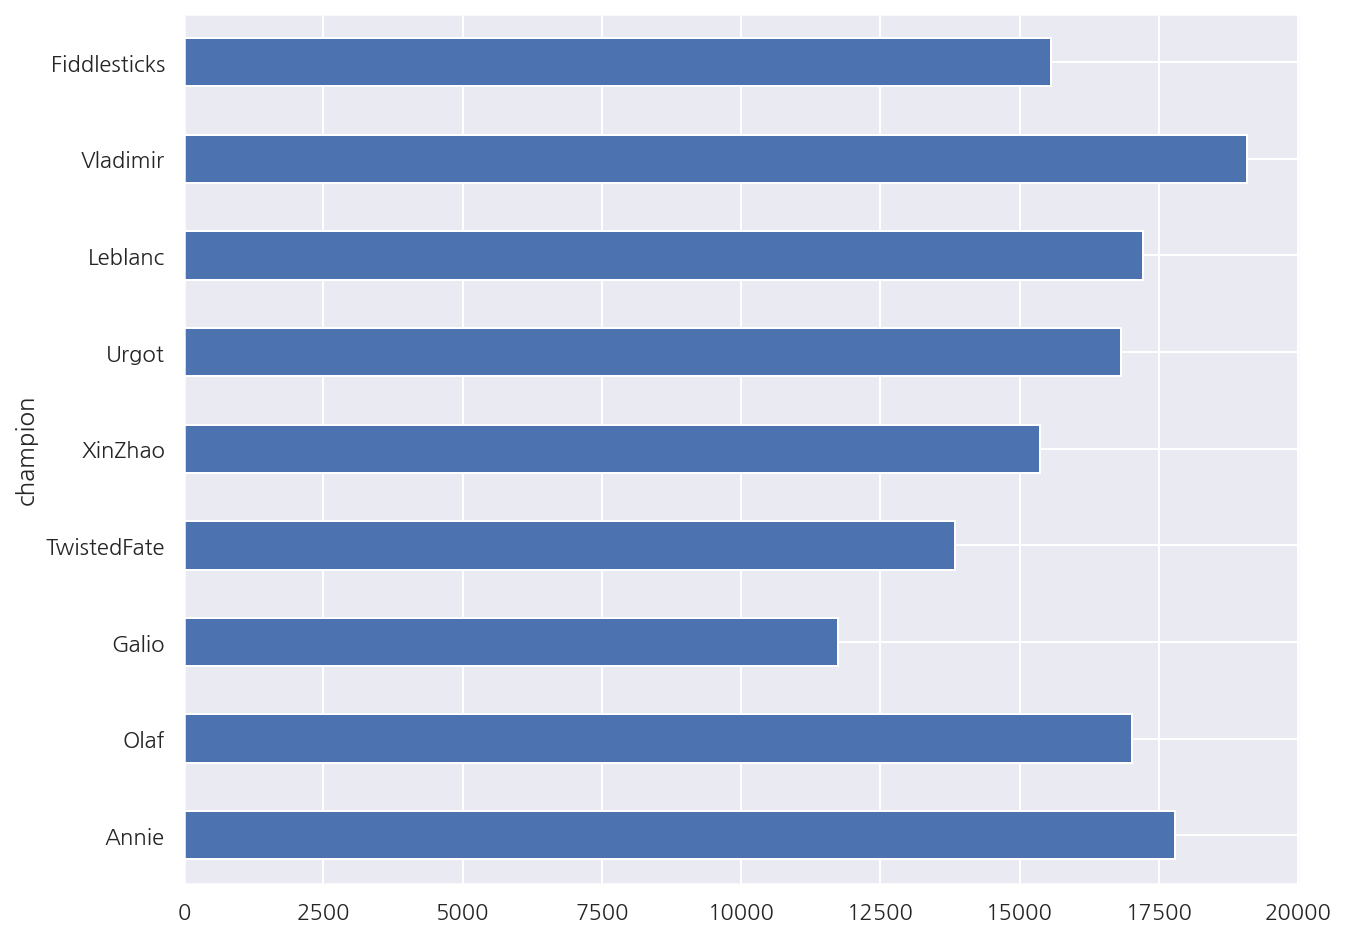 Fiddlesticks
Vladimir
Leblanc
Urgot
XinZhao
champion
TwistedFate
Galio
Olaf
Annie
0 2500 5000 7500 10000 12500 15000 17500 20000